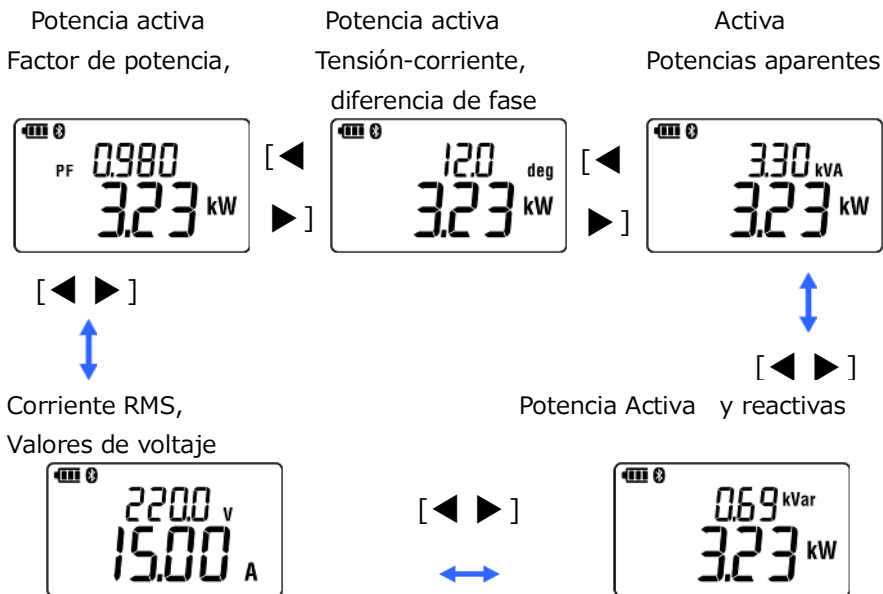 Potencia activa Potencia activa Activa
Factor de potencia, Tensión-corriente, Potencias aparentes
diferencia de fase
PF 0.980 [◀ 12.0 deg [◀ 3.30 kVA
3.23 kW ▶] 3.23 kW ▶] 3.23 kW
[◀ ▶]
[◀ ▶]
Corriente RMS, Potencia Activa y reactivas
Valores de voltaje
220.0 V [◀ ▶] 0.69 kVar
15.00 A 3.23 kW